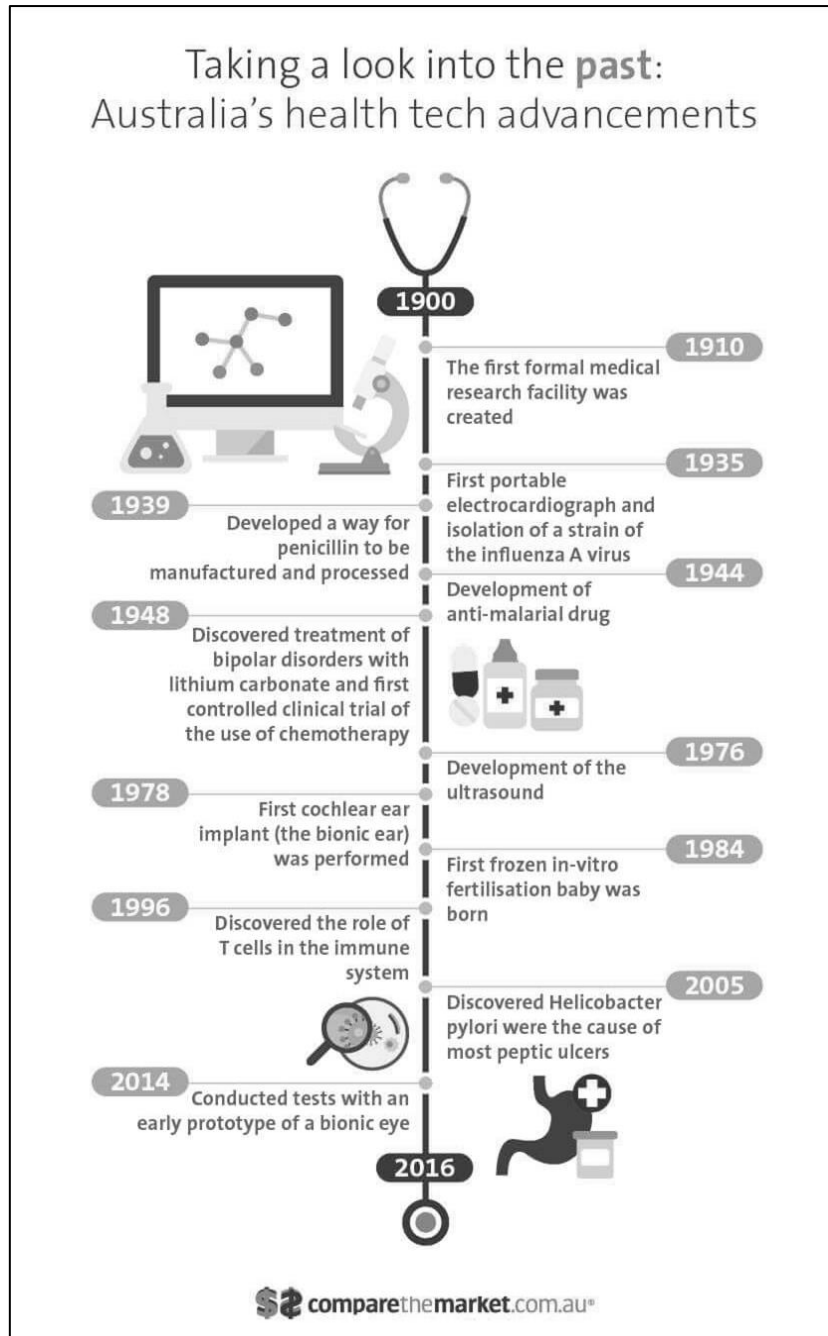 Taking a look into the past:
Australia's health tech advancements
1900
1910
The first formal medical
research facility was
created
1935
First portable
electrocardiograph and
isolation of a strain of
the influenza A virus
1939
Developed a way for
penicillin to be
manufactured and processed
1944
Development of
anti-malarial drug
1948
Discovered treatment of
bipolar disorders with
lithium carbonate and first
controlled clinical trial of
the use of chemotherapy
1976
Development of the
ultrasound
1978
First cochlear ear
implant (the bionic ear)
was performed
1984
First frozen in-vitro
fertilisation baby was
born
1996
Discovered the role of
T cells in the immune
system
2005
Discovered Helicobacter
pylori were the cause of
most peptic ulcers
2014
Conducted tests with an
early prototype of a bionic eye
2016
comparethemarket.com.au®